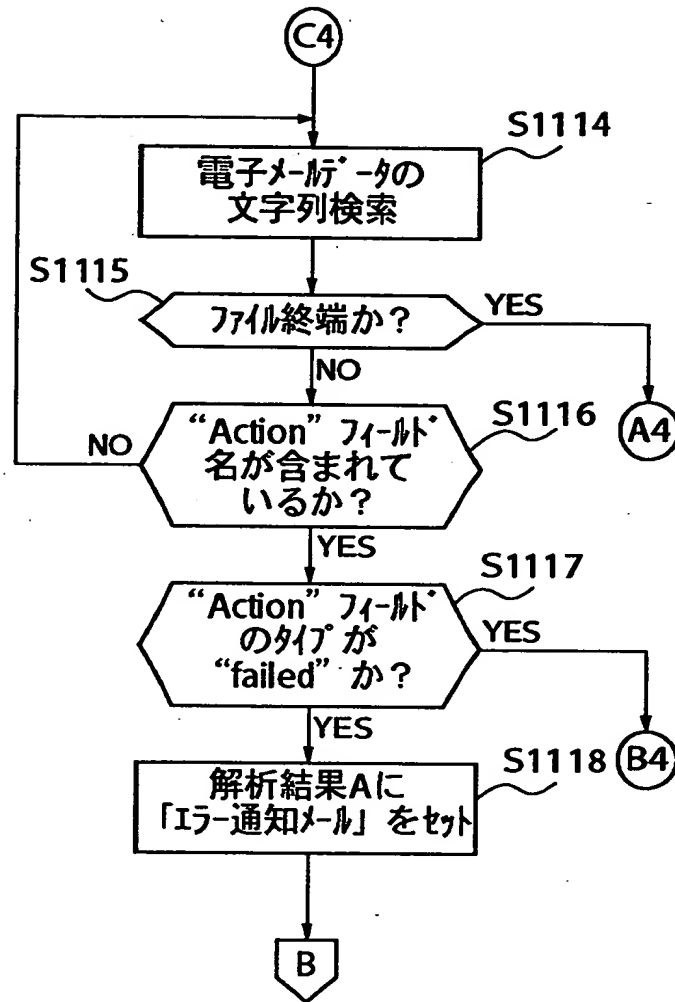 C4
S1114
電子メールデータの
文字列検索
S1115
ファイル終端か？
YES
NO
A4
S1116
“Action” フィールド
名が含まれて
いるか？
NO
YES
S1117
“Action” フィールド
のタイプが
“failed” か？
YES
YES
B4
S1118
解析結果Aに
「エラー通知メール」をセット
B